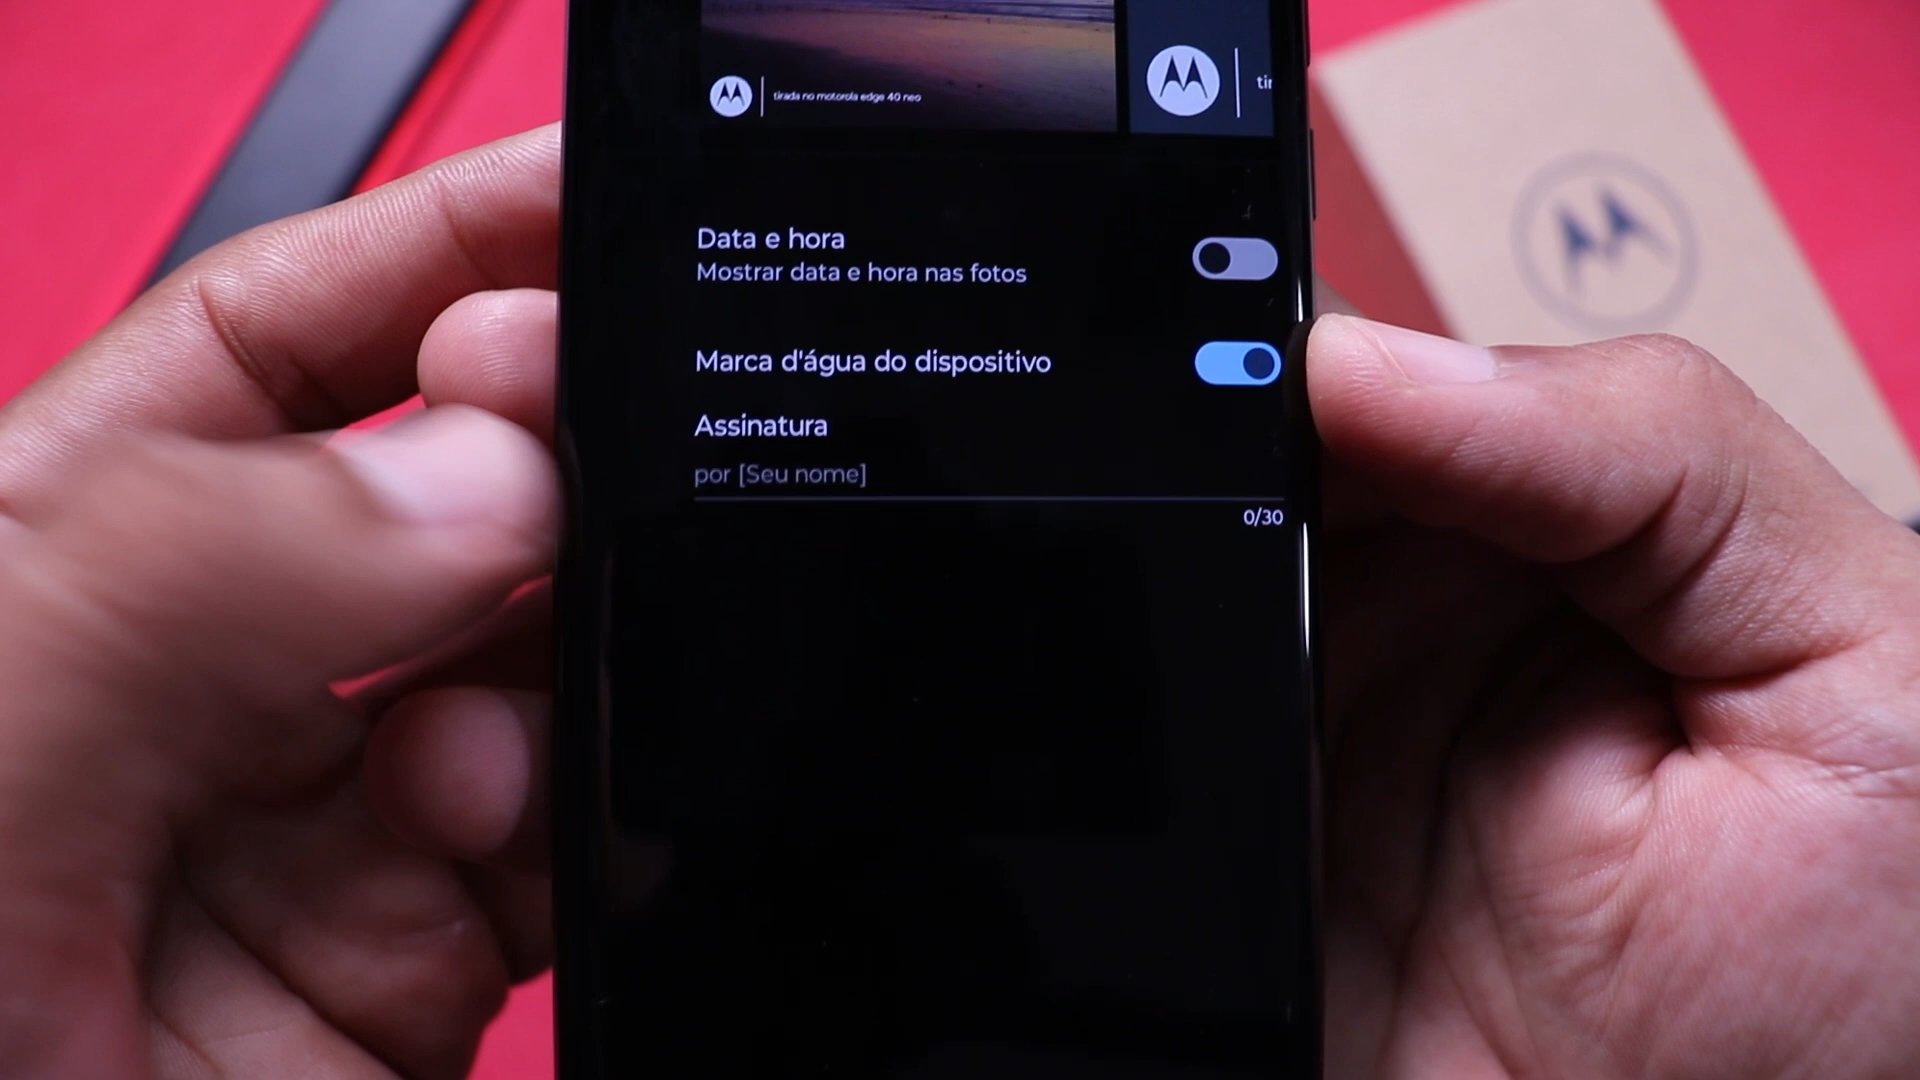 tirada no motorola edge 40 neo
Data e hora
Mostrar data e hora nas fotos
Marca d'água do dispositivo
Assinatura
por [Seu nome]
0/30